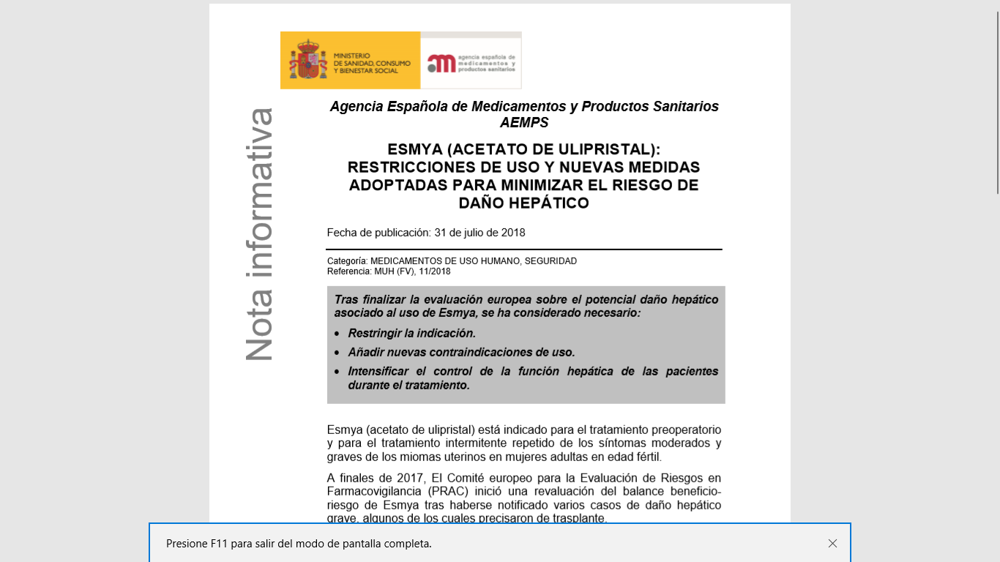 MINISTERIO
DE SANIDAD, CONSUMO
Y BIENESTAR SOCIAL
agencia española de
medicamentos y
productos sanitarios
Nota informativa
Agencia Española de Medicamentos y Productos Sanitarios
AEMPS
ESMYA (ACETATO DE ULIPRISTAL):
RESTRICCIONES DE USO Y NUEVAS MEDIDAS
ADOPTADAS PARA MINIMIZAR EL RIESGO DE
DAÑO HEPÁTICO
Fecha de publicación: 31 de julio de 2018
Categoría: MEDICAMENTOS DE USO HUMANO, SEGURIDAD
Referencia: MUH (FV), 11/2018
Tras finalizar la evaluación europea sobre el potencial daño hepático
asociado al uso de Esmya, se ha considerado necesario:
• Restringir la indicación.
• Añadir nuevas contraindicaciones de uso.
• Intensificar el control de la función hepática de las pacientes
durante el tratamiento.
Esmya (acetato de ulipristal) está indicado para el tratamiento preoperatorio
y para el tratamiento intermitente repetido de los síntomas moderados y
graves de los miomas uterinos en mujeres adultas en edad fértil.
A finales de 2017, El Comité europeo para la Evaluación de Riesgos en
Farmacovigilancia (PRAC) inició una revaluación del balance beneficio-
riesgo de Esmya tras haberse notificado varios casos de daño hepático
grave, algunos de los cuales precisaron de trasplante.
Presione F11 para salir del modo de pantalla completa.